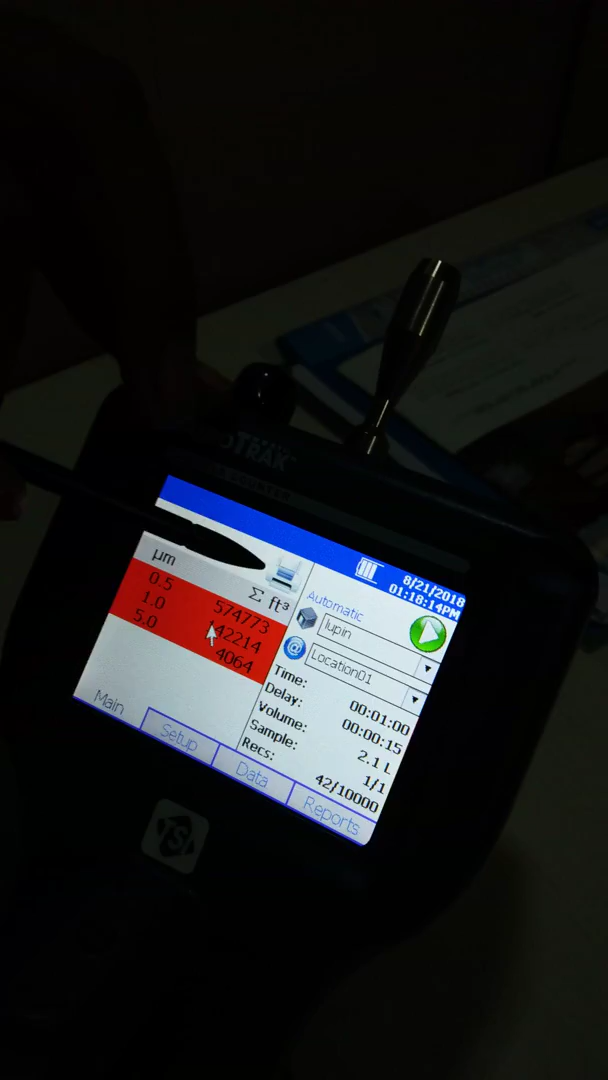 TRAK
8/21/2018
01:18:14PM
µm
Σ ft³
0.5 574773
1.0 42214
5.0 4064
Automatic
lupin
Location01
Time: 00:01:00
Delay: 00:00:15
Volume: 2.1 L
Sample: 1/1
Recs: 42/10000
Main
Setup
Data
Reports